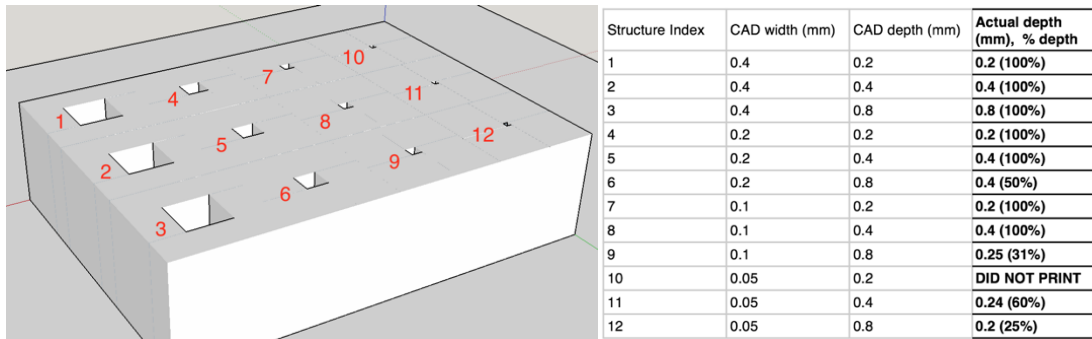 10
7
4
11
1
8
5
12
2
9
6
3
Structure Index CAD width (mm) CAD depth (mm) Actual depth
(mm), % depth
1 0.4 0.2 0.2 (100%)
2 0.4 0.4 0.4 (100%)
3 0.4 0.8 0.8 (100%)
4 0.2 0.2 0.2 (100%)
5 0.2 0.4 0.4 (100%)
6 0.2 0.8 0.4 (50%)
7 0.1 0.2 0.2 (100%)
8 0.1 0.4 0.4 (100%)
9 0.1 0.8 0.25 (31%)
10 0.05 0.2 DID NOT PRINT
11 0.05 0.4 0.24 (60%)
12 0.05 0.8 0.2 (25%)